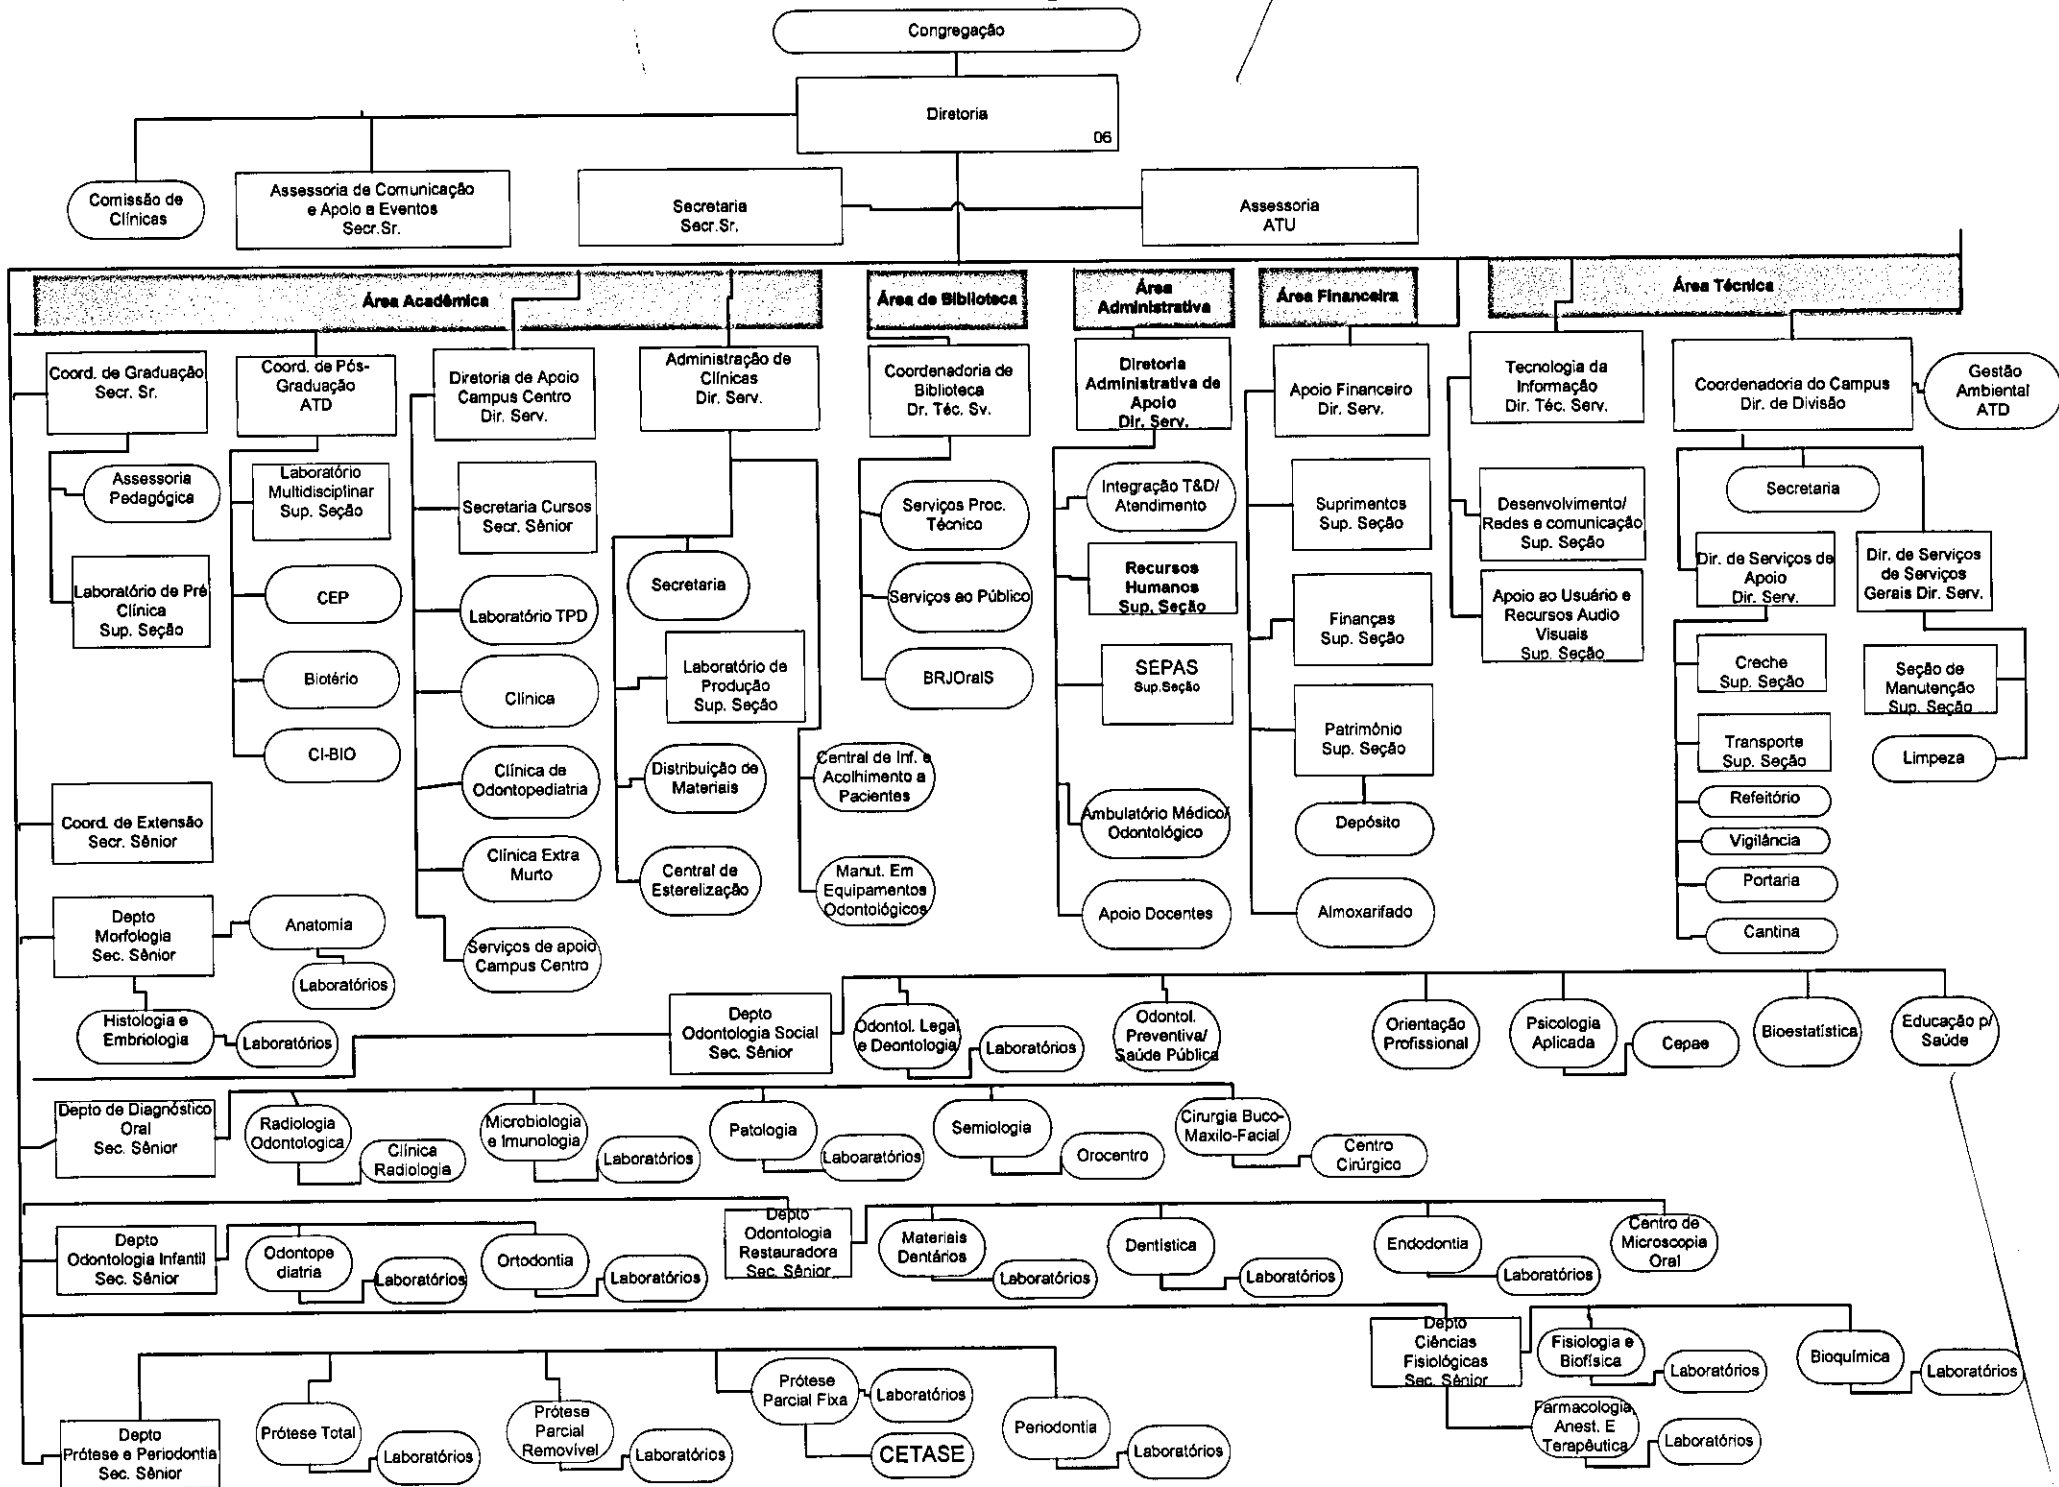 Congregação
Diretoria
06
Comissão de
Clínicas
Assessoria de Comunicação
e Apoio a Eventos
Secr.Sr.
Secretaria
Secr.Sr.
Assessoria
ATU
Área Acadêmica
Área de Biblioteca
Área
Administrativa
Área Financeira
Área Técnica
Coord. de Graduação
Secr. Sr.
Coord. de Pós-
Graduação
ATD
Diretoria de Apoio
Campus Centro
Dir. Serv.
Administração de
Clínicas
Dir. Serv.
Coordenadoria de
Biblioteca
Dr. Téc. Sv.
Diretoria
Administrativa de
Apoio
Dir. Serv.
Apoio Financeiro
Dir. Serv.
Tecnologia da
Informação
Dir. Téc. Serv.
Coordenadoria do Campus
Dir. de Divisão
Gestão
Ambiental
ATD
Assessoria
Pedagógica
Laboratório de Pré
Clínica
Sup. Seção
Laboratório
Multidisciplinar
Sup. Seção
CEP
Biotério
CI-BIO
Secretaria Cursos
Secr. Sênior
Laboratório TPD
Clínica
Clínica de
Odontopediatria
Clínica Extra
Murto
Serviços de apoio
Campus Centro
Secretaria
Laboratório de
Produção
Sup. Seção
Distribuição de
Materiais
Central de
Esterelização
Central de Inf. e
Acolhimento a
Pacientes
Manut. Em
Equipamentos
Odontológicos
Serviços Proc.
Técnico
Serviços ao Público
BRJOralS
Integração T&D/
Atendimento
Recursos
Humanos
Sup. Seção
SEPAS
Sup.Seção
Ambulatório Médico/
Odontológico
Apoio Docentes
Suprimentos
Sup. Seção
Finanças
Sup. Seção
Patrimônio
Sup. Seção
Depósito
Almoxarifado
Desenvolvimento/
Redes e comunicação
Sup. Seção
Apoio ao Usuário e
Recursos Audio
Visuais
Sup. Seção
Secretaria
Dir. de Serviços de
Apoio
Dir. Serv.
Dir. de Serviços
de Serviços
Gerais Dir. Serv.
Creche
Sup. Seção
Transporte
Sup. Seção
Refeitório
Vigilância
Portaria
Cantina
Seção de
Manutenção
Sup. Seção
Limpeza
Coord. de Extensão
Secr. Sênior
Depto
Morfologia
Sec. Sênior
Anatomia
Laboratórios
Histologia e
Embriologia
Laboratórios
Depto
Odontologia Social
Sec. Sênior
Odontol. Legal
e Deontologia
Laboratórios
Odontol.
Preventiva/
Saúde Pública
Orientação
Profissional
Psicologia
Aplicada
Cepae
Bioestatística
Educação p/
Saúde
Depto de Diagnóstico
Oral
Sec. Sênior
Radiologia
Odontologica
Clínica
Radiologia
Microbiologia
e Imunologia
Laboratórios
Patologia
Laboaratórios
Semiologia
Orocentro
Cirurgia Buco-
Maxilo-Facial
Centro
Cirúrgico
Depto
Odontologia Infantil
Sec. Sênior
Odontope
diatria
Laboratórios
Ortodontia
Laboratórios
Depto
Odontologia
Restauradora
Sec. Sênior
Materiais
Dentários
Laboratórios
Dentística
Laboratórios
Endodontia
Laboratórios
Centro de
Microscopia
Oral
Depto
Ciências
Fisiológicas
Sec. Sênior
Fisiologia e
Biofísica
Laboratórios
Bioquímica
Laboratórios
Farmacologia,
Anest. E
Terapêutica
Laboratórios
Depto
Prótese e Periodontia
Sec. Sênior
Prótese Total
Laboratórios
Prótese
Parcial
Removível
Laboratórios
Prótese
Parcial Fixa
Laboratórios
CETASE
Periodontia
Laboratórios